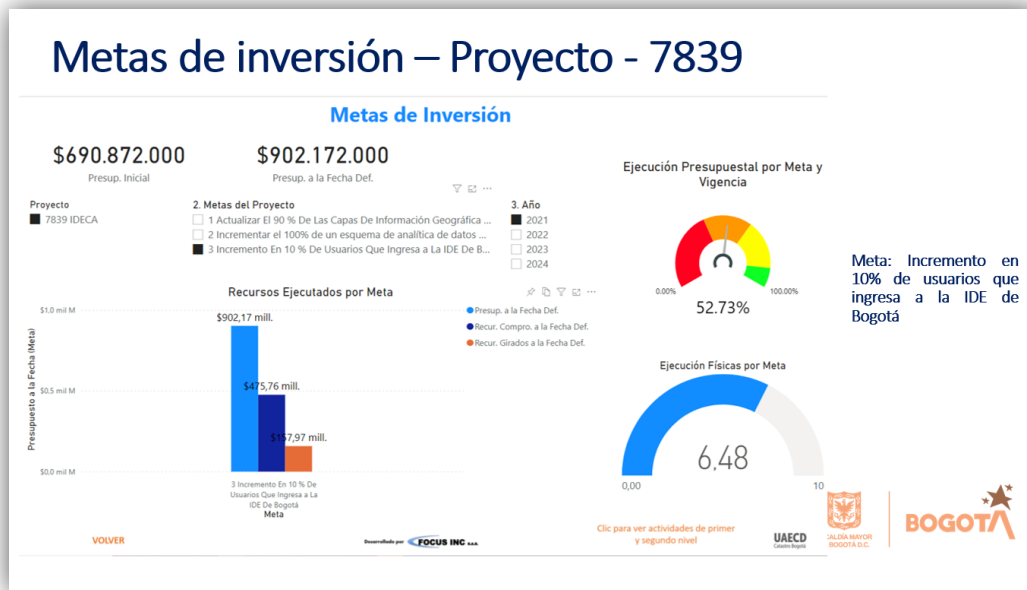 Metas de inversión – Proyecto - 7839
Metas de Inversión
$690.872.000
Presup. Inicial
$902.172.000
Presup. a la Fecha Def.
Proyecto
7839 IDECA
2. Metas del Proyecto
1 Actualizar El 90 % De Las Capas De Información Geográfica ...
2 Incrementar el 100% de un esquema de analítica de datos ...
3 Incremento En 10 % De Usuarios Que Ingresa a La IDE De B...
3. Año
2021
2022
2023
2024
Ejecución Presupuestal por Meta y
Vigencia
0.00%
100.00%
52.73%
Meta: Incremento en
10% de usuarios que
ingresa a la IDE de
Bogotá
Recursos Ejecutados por Meta
Presup. a la Fecha Def.
Recur. Compro. a la Fecha Def.
Recur. Girados a la Fecha Def.
Presupuesto a la Fecha (Meta)
$1,0 mil M
$0,5 mil M
$0,0 mil M
$902,17 mill.
$475,76 mill.
$157,97 mill.
3 Incremento En 10 % De
Usuarios Que Ingresa a La
IDE De Bogotá
Meta
Ejecución Físicas por Meta
6,48
0,00
10
VOLVER
Desarrollado por FOCUS INC S.A.S.
Clic para ver actividades de primer
y segundo nivel
UAECD
Catastro Bogotá
ALCALDÍA MAYOR
BOGOTÁ D.C.
BOGOTÁ